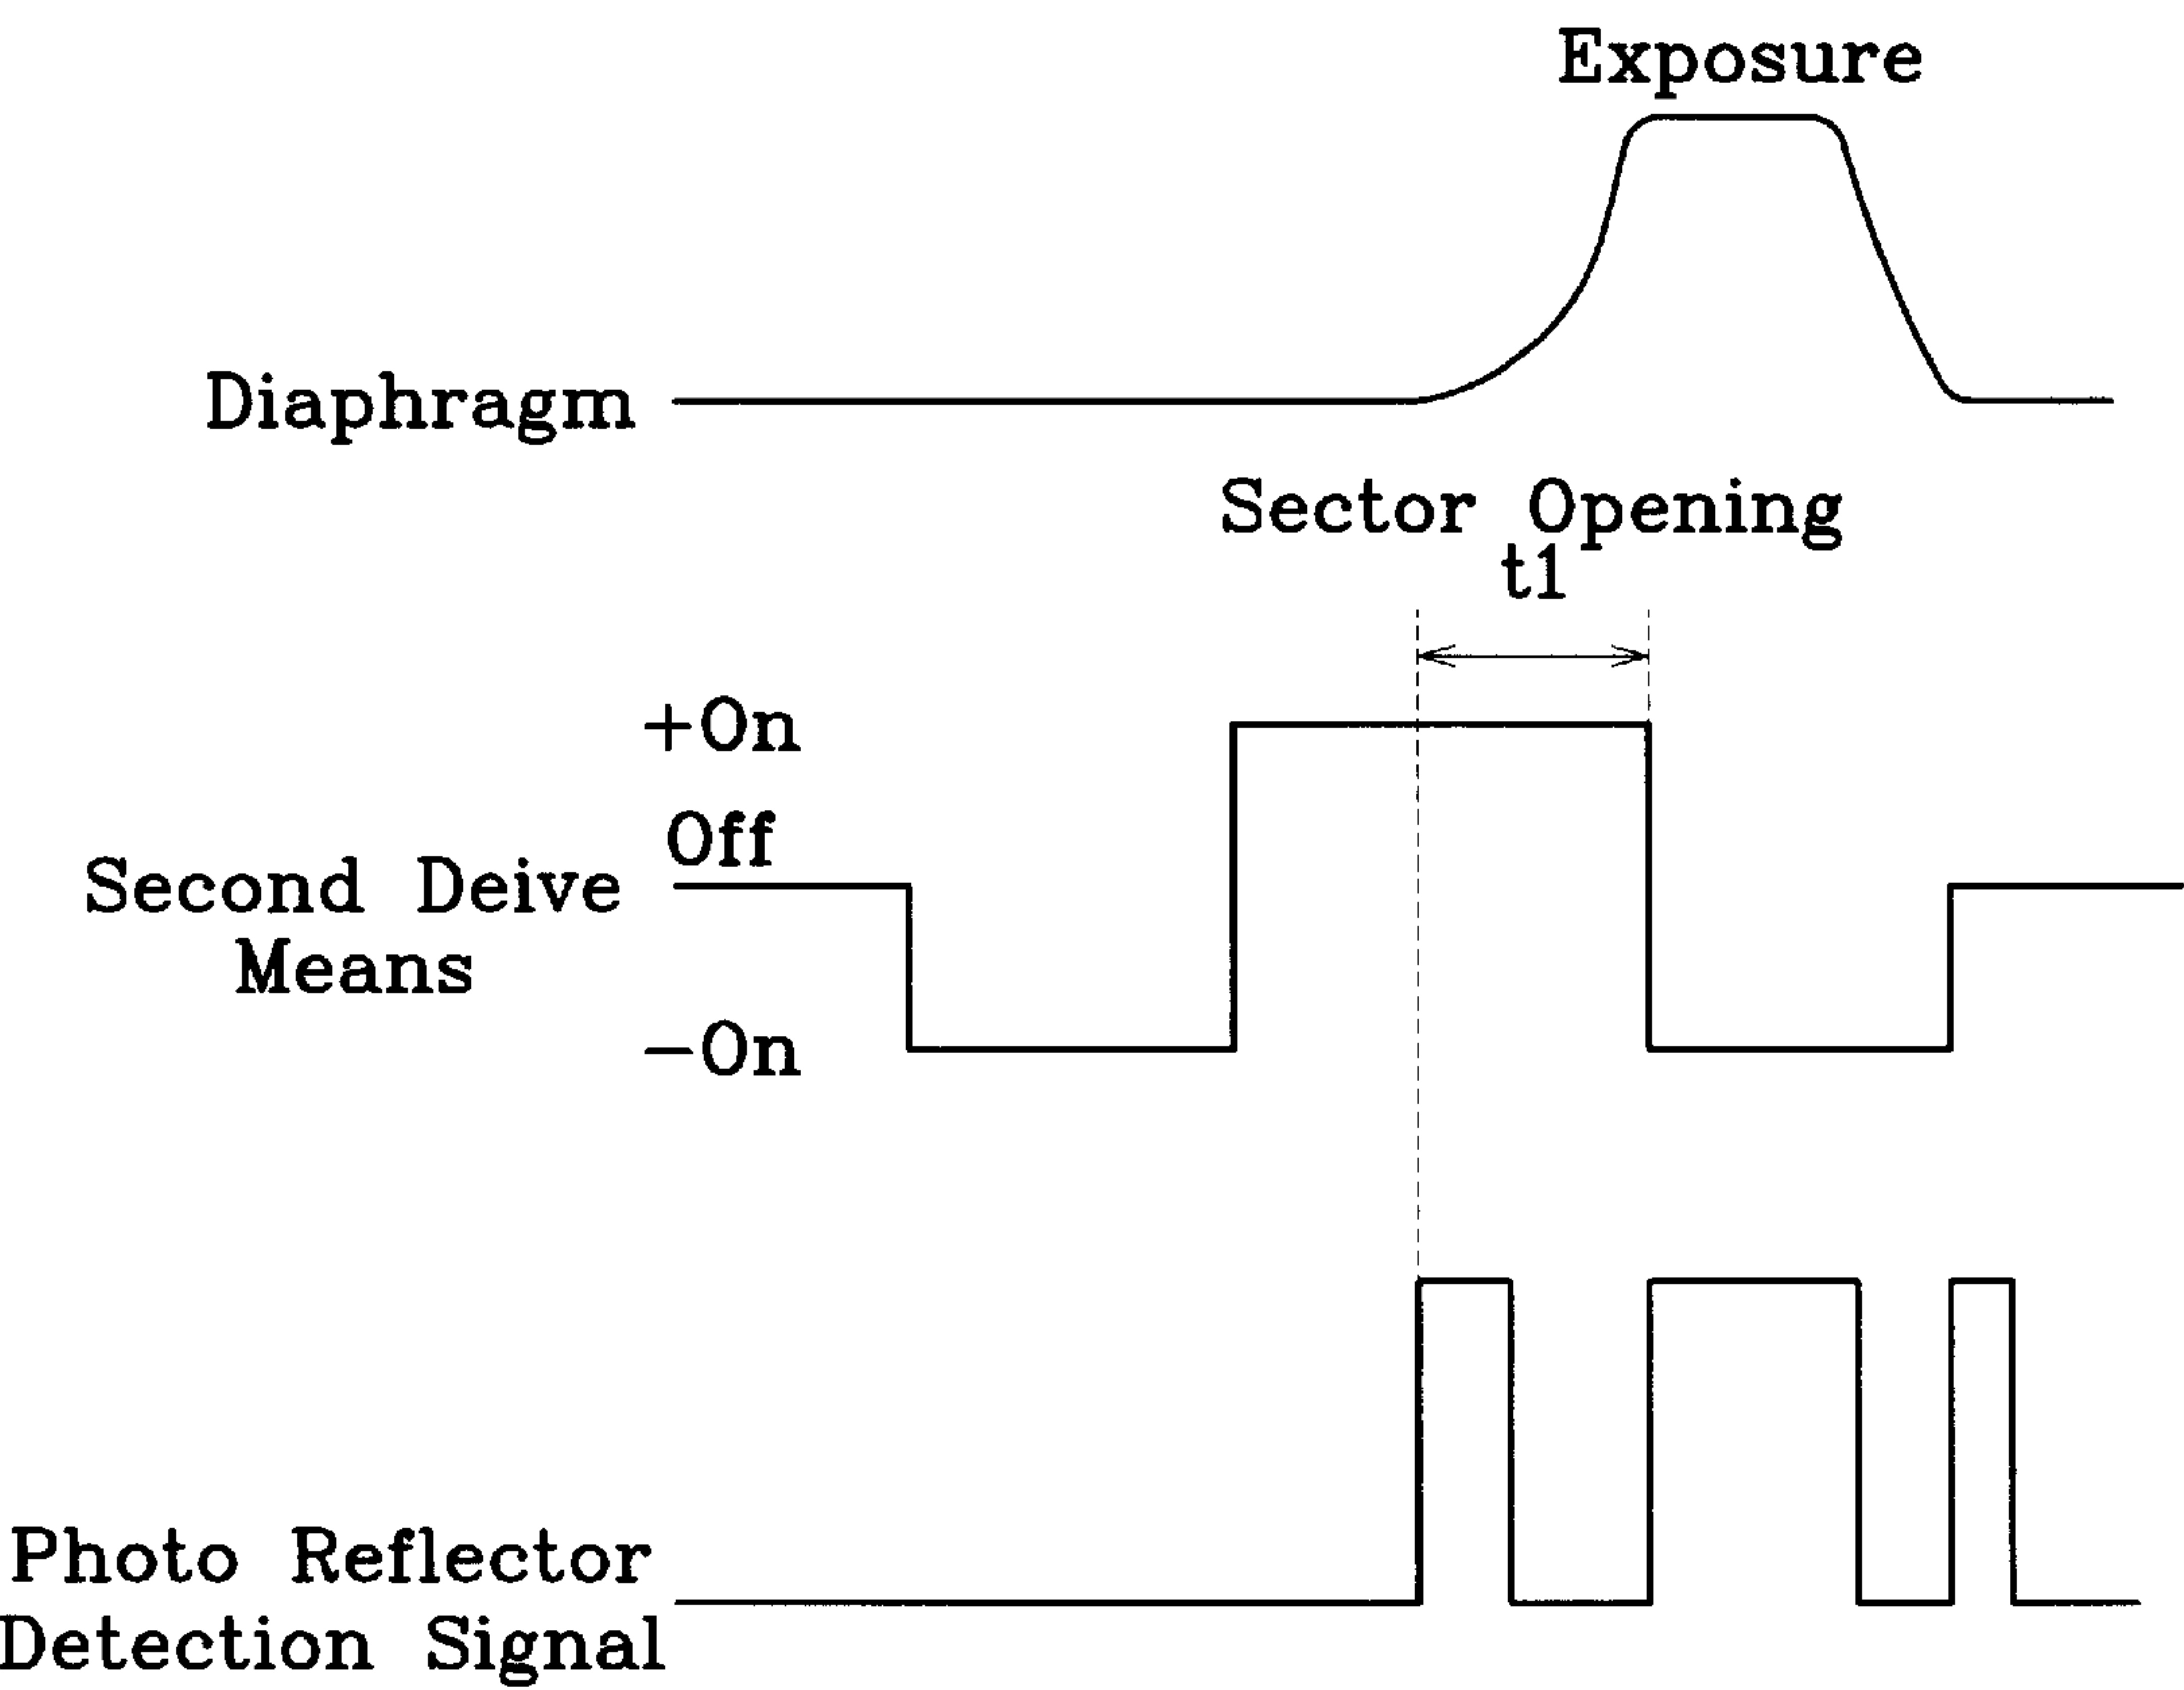 Exposure
Diaphragm
Sector Opening
t1
+On
Off
Second Deive
Means
−On
Photo Reflector
Detection Signal